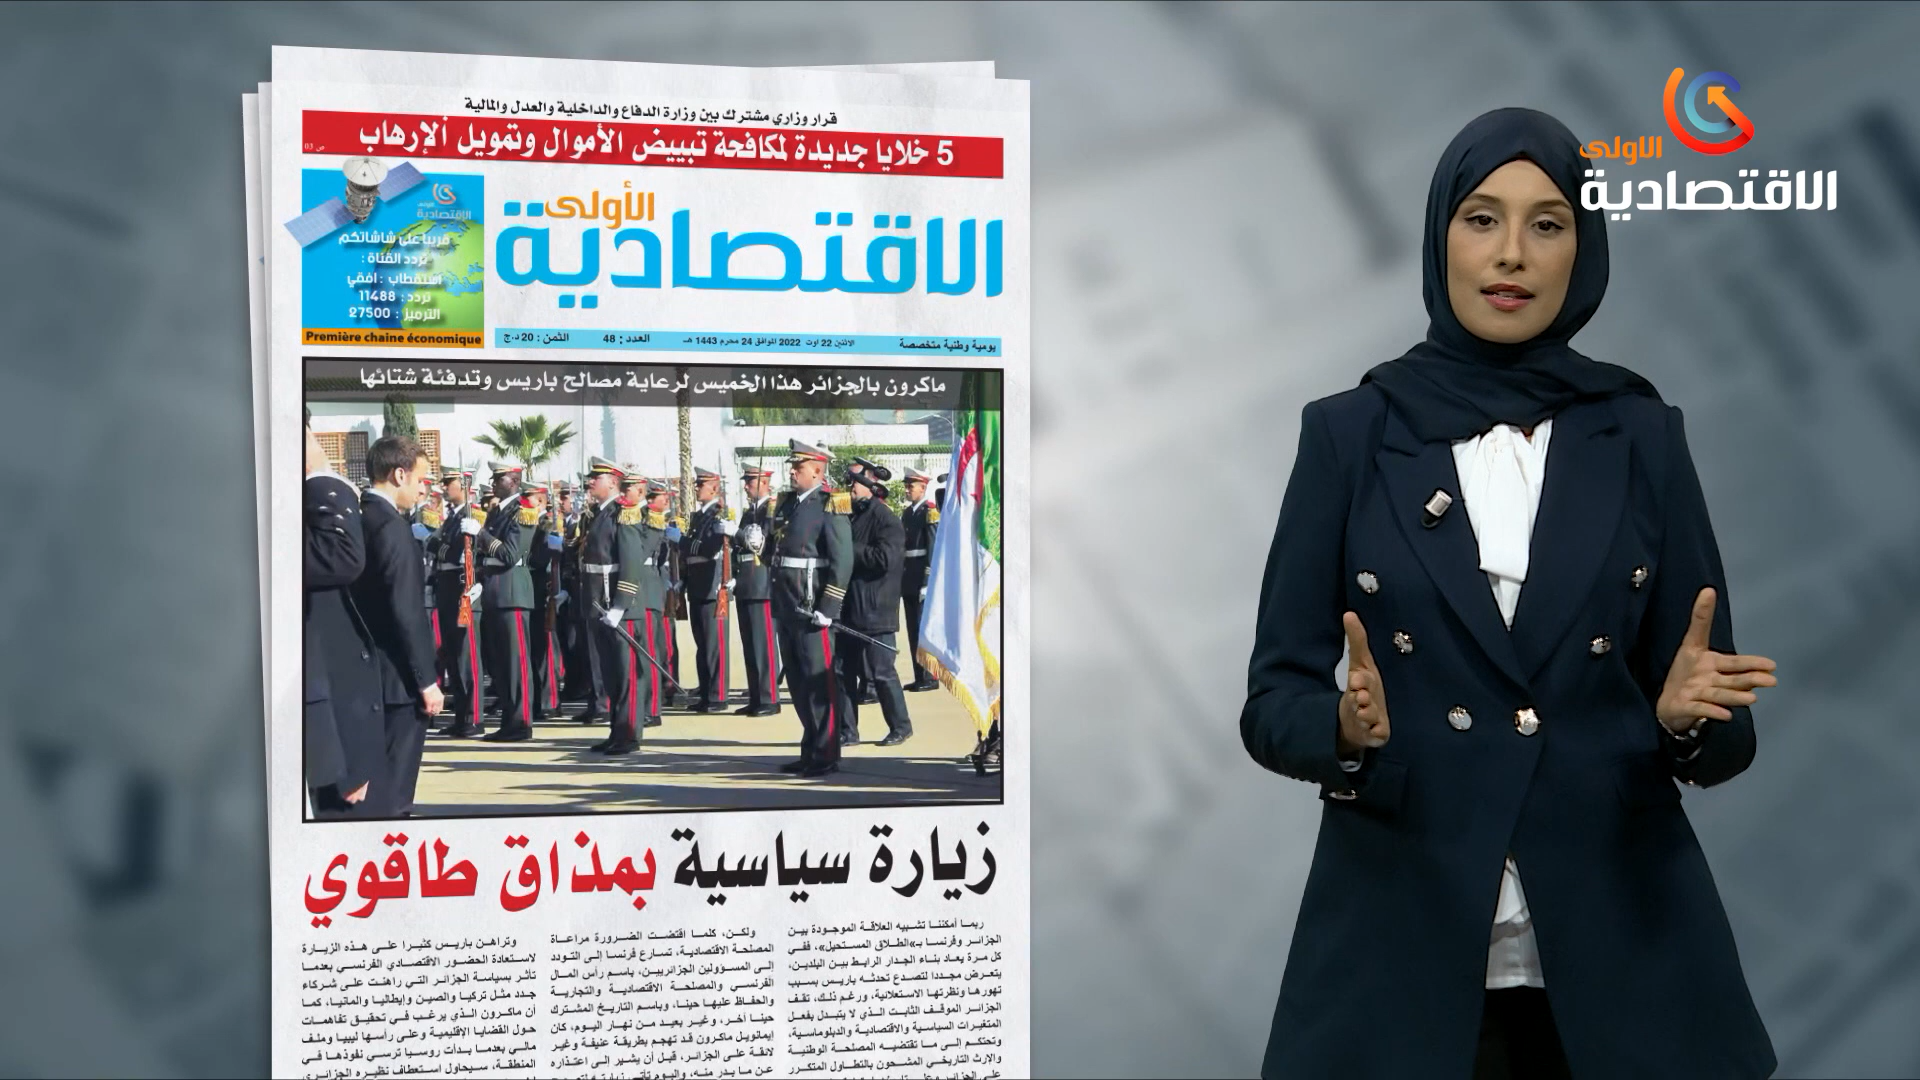 قرار وزاري مشترك بين وزارة الدفاع والداخلية والعدل والمالية
5 خلايا جديدة لمكافحة تبييض الأموال وتمويل الإرهاب
ص 03
الأولى
الاقتصادية
الاقتصادية
قريبا على شاشاتكم
تردد القناة :
استقطاب : افقي
تردد : 11488
الترميز : 27500
Première chaine économique
يومية وطنية متخصصة
الاثنين 22 اوت 2022 الموافق 24 محرم 1443 هـ
العدد : 48
الثمن : 20 د.ج
ماكرون بالجزائر هذا الخميس لرعاية مصالح باريس وتدفئة شتائها
زيارة سياسية بمذاق طاقوي
ربما أمكننا تشبيه العلاقة الموجودة بين
الجزائر وفرنسا بـ»الطلاق المستحيل»، ففي
كل مرة يعاد بناء الجدار الرابط بين البلدين،
يتعرض مجددا لتصدع تحدثه باريس بسبب
تهورها ونظرتها الاستعلائية، ورغم ذلك، تقف
الجزائر الموقف الثابت الذي لا يتبدل بفعل
المتغيرات السياسية والاقتصادية والدبلوماسية،
وتحتكم إلى ما تقتضيه المصلحة الوطنية
والإرث التاريخي المشحون بالتطاول المتكرر
ولكن، كلما اقتضت الضرورة مراعاة
المصلحة الاقتصادية، تسارع فرنسا إلى التودد
إلى المسؤولين الجزائريين، باسم رأس المال
الفرنسي والمصلحة الاقتصادية والتجارية
والحفاظ عليها حينا، وباسم التاريخ المشترك
حينا آخر، وغير بعيد من نهار اليوم، كان
إيمانويل ماكرون قد تهجم بطريقة عنيفة وغير
لائقة على الجزائر، قبل أن يشير إلى اعتذاره
وتراهن باريس كثيرا على هذه الزيارة
لاستعادة الحضور الاقتصادي الفرنسي بعدما
تأثر بسياسة الجزائر التي راهنت على شركاء
جدد مثل تركيا والصين وإيطاليا والمانيا، كما
أن ماكرون الذي يرغب في تحقيق تفاهمات
حول القضايا الإقليمية وعلى رأسها ليبيا وملف
مالي بعدما بدأت روسيا ترسي نفوذها في
المنطقة، سيحاول استعطاف نظيره الجزائري
الاولى
الاقتصادية